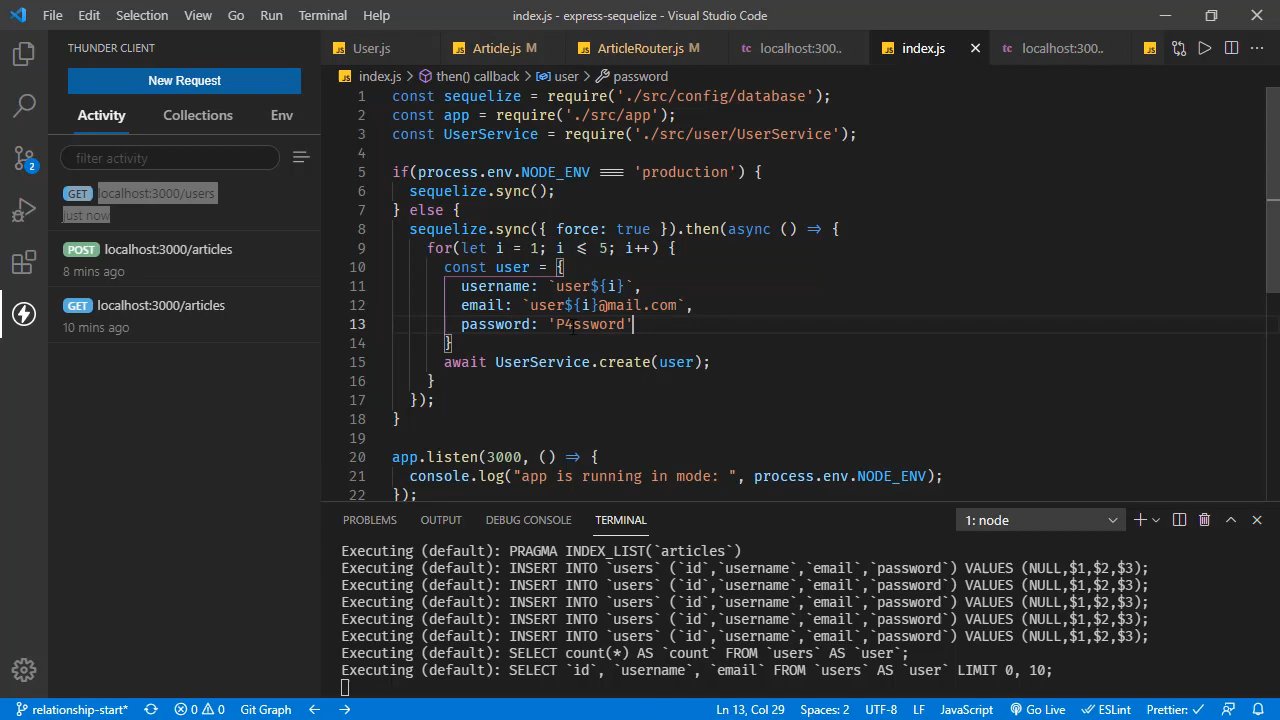 File Edit Selection View Go Run Terminal Help index.js - express-sequelize - Visual Studio Code
THUNDER CLIENT
New Request
Activity Collections Env
filter activity
GET localhost:3000/users
just now
POST localhost:3000/articles
8 mins ago
GET localhost:3000/articles
10 mins ago
2
JS User.js JS Article.js M JS ArticleRouter.js M TC localhost:300.. JS index.js TC localhost:300.. JS
JS index.js > then() callback > user > password
1 const sequelize = require('./src/config/database');
2 const app = require('./src/app');
3 const UserService = require('./src/user/UserService');
4
5 if(process.env.NODE_ENV === 'production') {
6 sequelize.sync();
7 } else {
8 sequelize.sync({ force: true }).then(async () => {
9 for(let i = 1; i <= 5; i++) {
10 const user = {
11 username: `user${i}`,
12 email: `user${i}@mail.com`,
13 password: 'P4ssword'
14 }
15 await UserService.create(user);
16 }
17 });
18 }
19
20 app.listen(3000, () => {
21 console.log("app is running in mode: ", process.env.NODE_ENV);
22 });
PROBLEMS OUTPUT DEBUG CONSOLE TERMINAL 1: node
Executing (default): PRAGMA INDEX_LIST(`articles`)
Executing (default): INSERT INTO `users` (`id`,`username`,`email`,`password`) VALUES (NULL,$1,$2,$3);
Executing (default): INSERT INTO `users` (`id`,`username`,`email`,`password`) VALUES (NULL,$1,$2,$3);
Executing (default): INSERT INTO `users` (`id`,`username`,`email`,`password`) VALUES (NULL,$1,$2,$3);
Executing (default): INSERT INTO `users` (`id`,`username`,`email`,`password`) VALUES (NULL,$1,$2,$3);
Executing (default): INSERT INTO `users` (`id`,`username`,`email`,`password`) VALUES (NULL,$1,$2,$3);
Executing (default): SELECT count(*) AS `count` FROM `users` AS `user`;
Executing (default): SELECT `id`, `username`, `email` FROM `users` AS `user` LIMIT 0, 10;
relationship-start* 0 0 Git Graph Ln 13, Col 29 Spaces: 2 UTF-8 LF JavaScript Go Live ESLint Prettier: